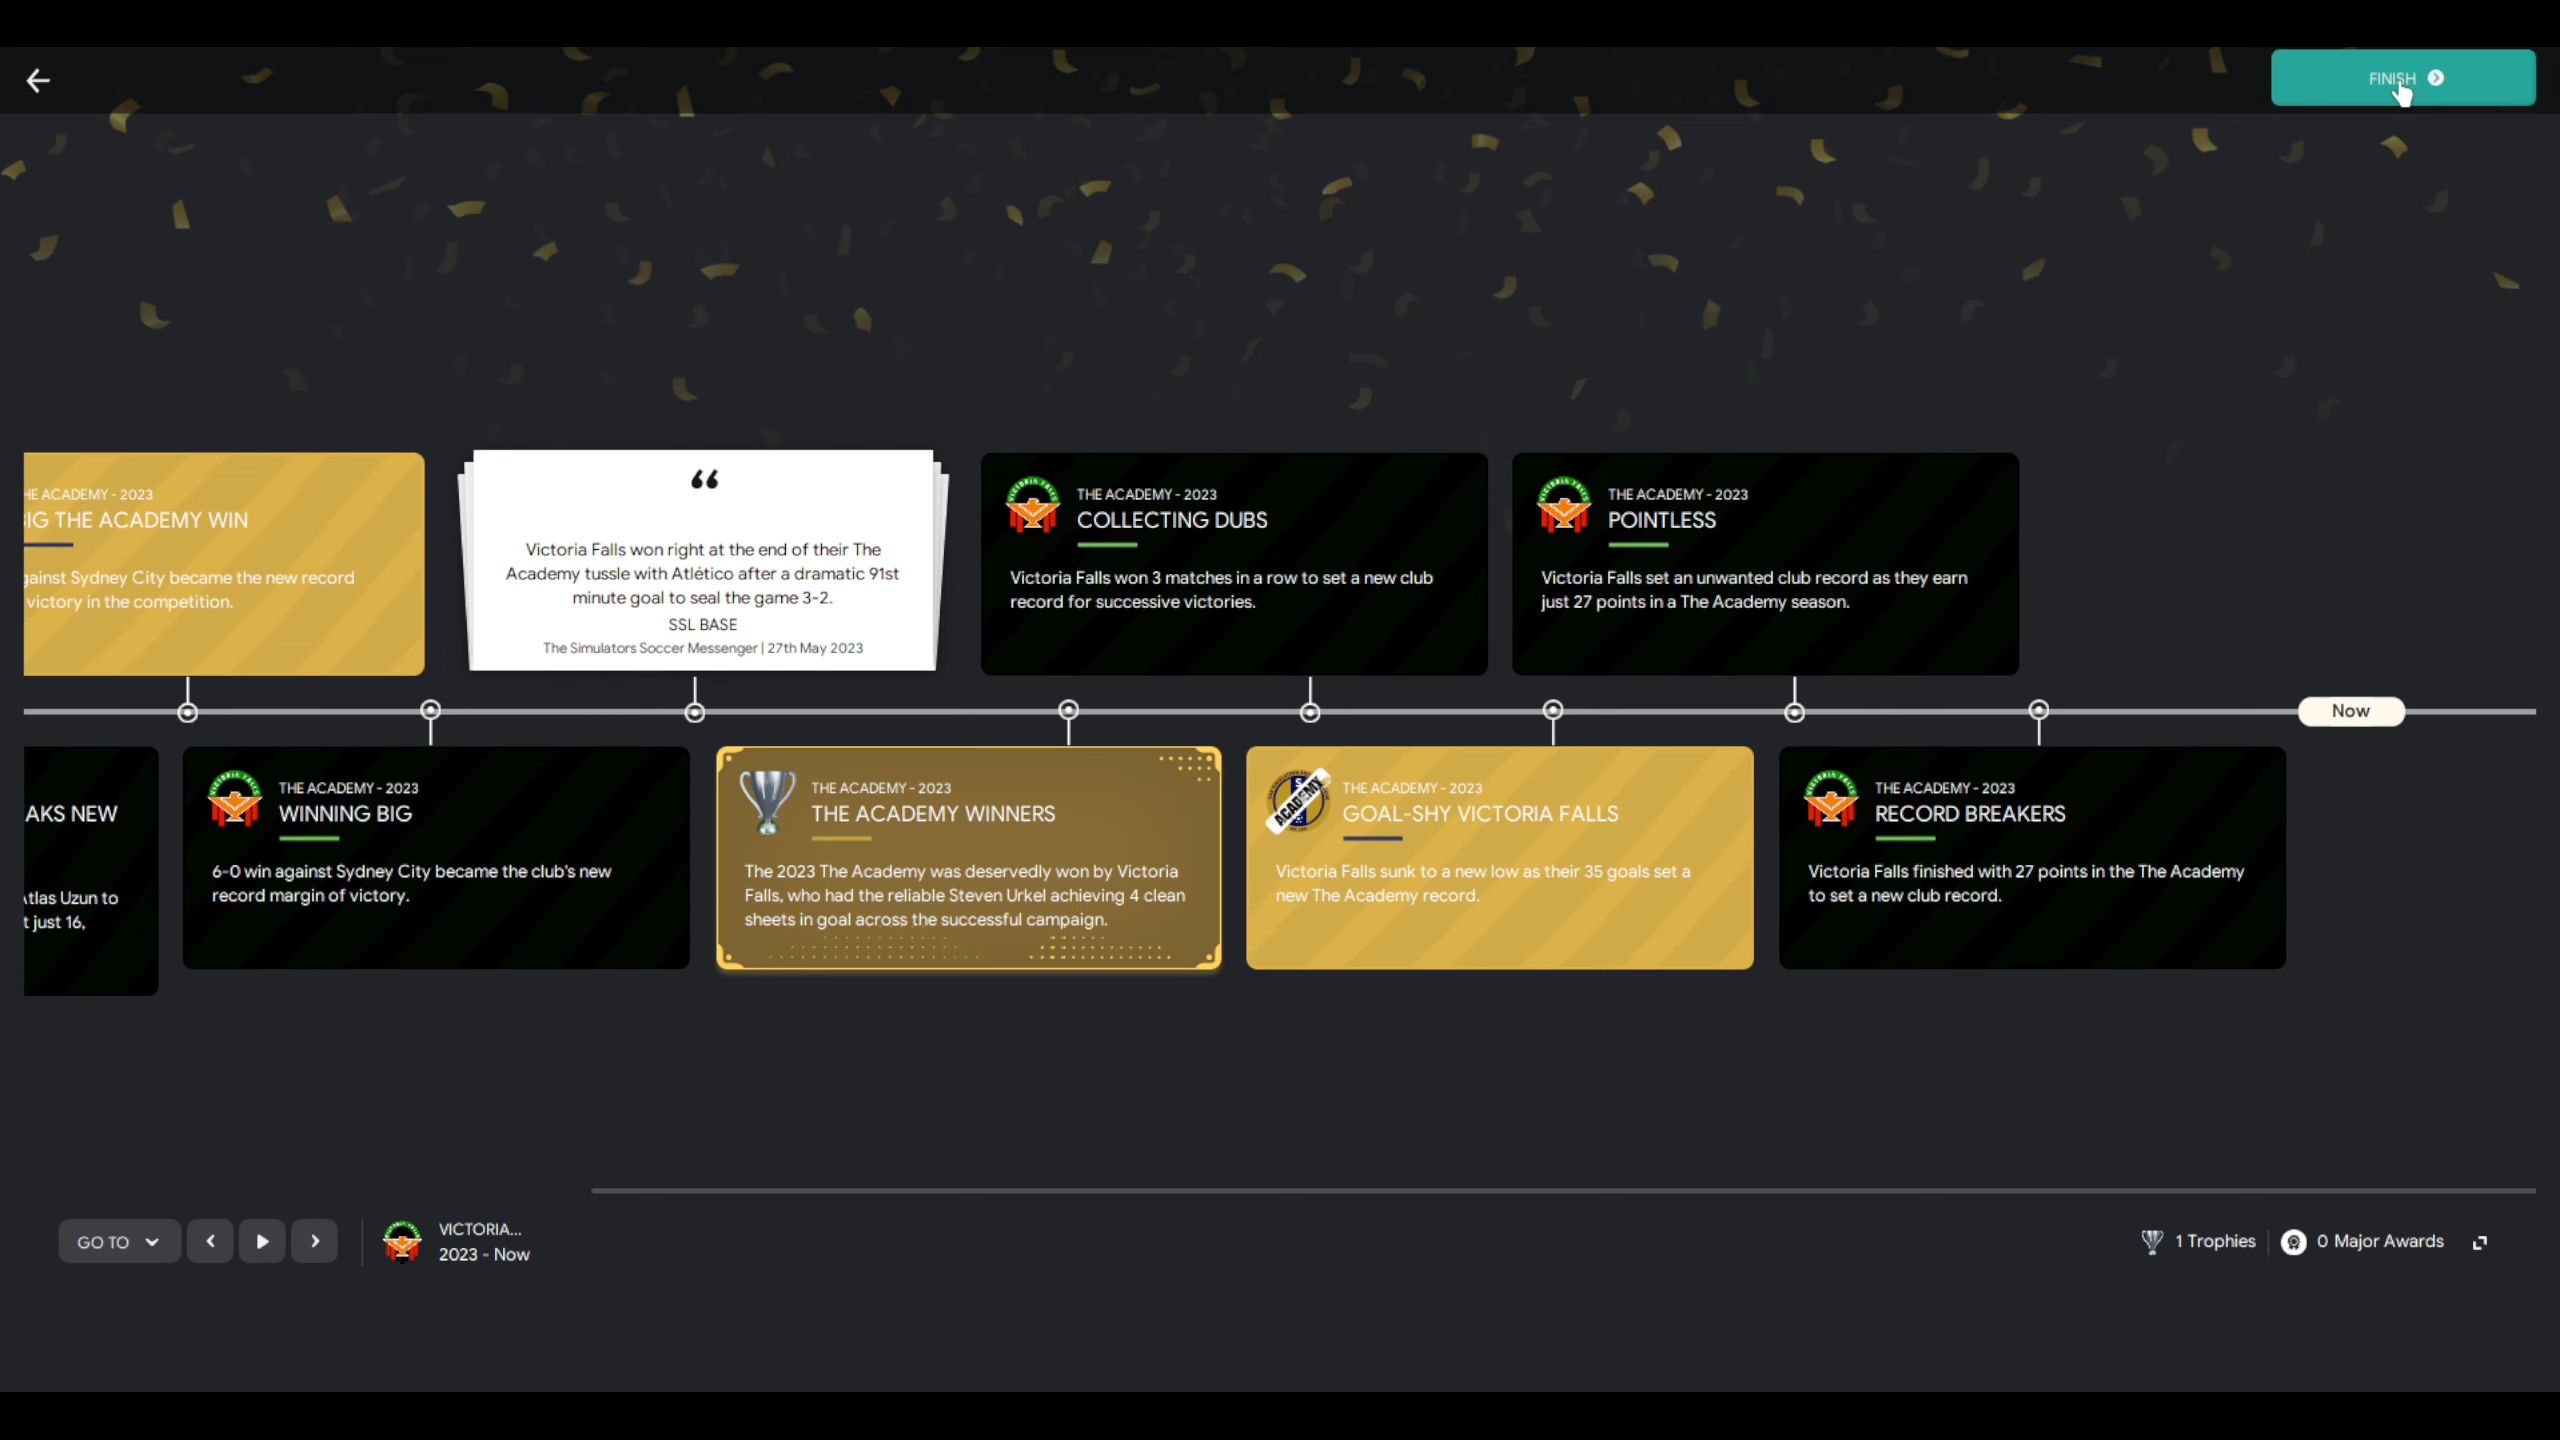 FINISH
HE ACADEMY - 2023
IG THE ACADEMY WIN
gainst Sydney City became the new record
victory in the competition.
“
Victoria Falls won right at the end of their The
Academy tussle with Atlético after a dramatic 91st
minute goal to seal the game 3-2.
SSL BASE
The Simulators Soccer Messenger | 27th May 2023
THE ACADEMY - 2023
COLLECTING DUBS
Victoria Falls won 3 matches in a row to set a new club
record for successive victories.
THE ACADEMY - 2023
POINTLESS
Victoria Falls set an unwanted club record as they earn
just 27 points in a The Academy season.
Now
AKS NEW
Atlas Uzun to
t just 16,
THE ACADEMY - 2023
WINNING BIG
6-0 win against Sydney City became the club's new
record margin of victory.
THE ACADEMY - 2023
THE ACADEMY WINNERS
The 2023 The Academy was deservedly won by Victoria
Falls, who had the reliable Steven Urkel achieving 4 clean
sheets in goal across the successful campaign.
ACADEMY
THE ACADEMY - 2023
GOAL-SHY VICTORIA FALLS
Victoria Falls sunk to a new low as their 35 goals set a
new The Academy record.
THE ACADEMY - 2023
RECORD BREAKERS
Victoria Falls finished with 27 points in the The Academy
to set a new club record.
GO TO
VICTORIA...
2023 - Now
1 Trophies
0 Major Awards